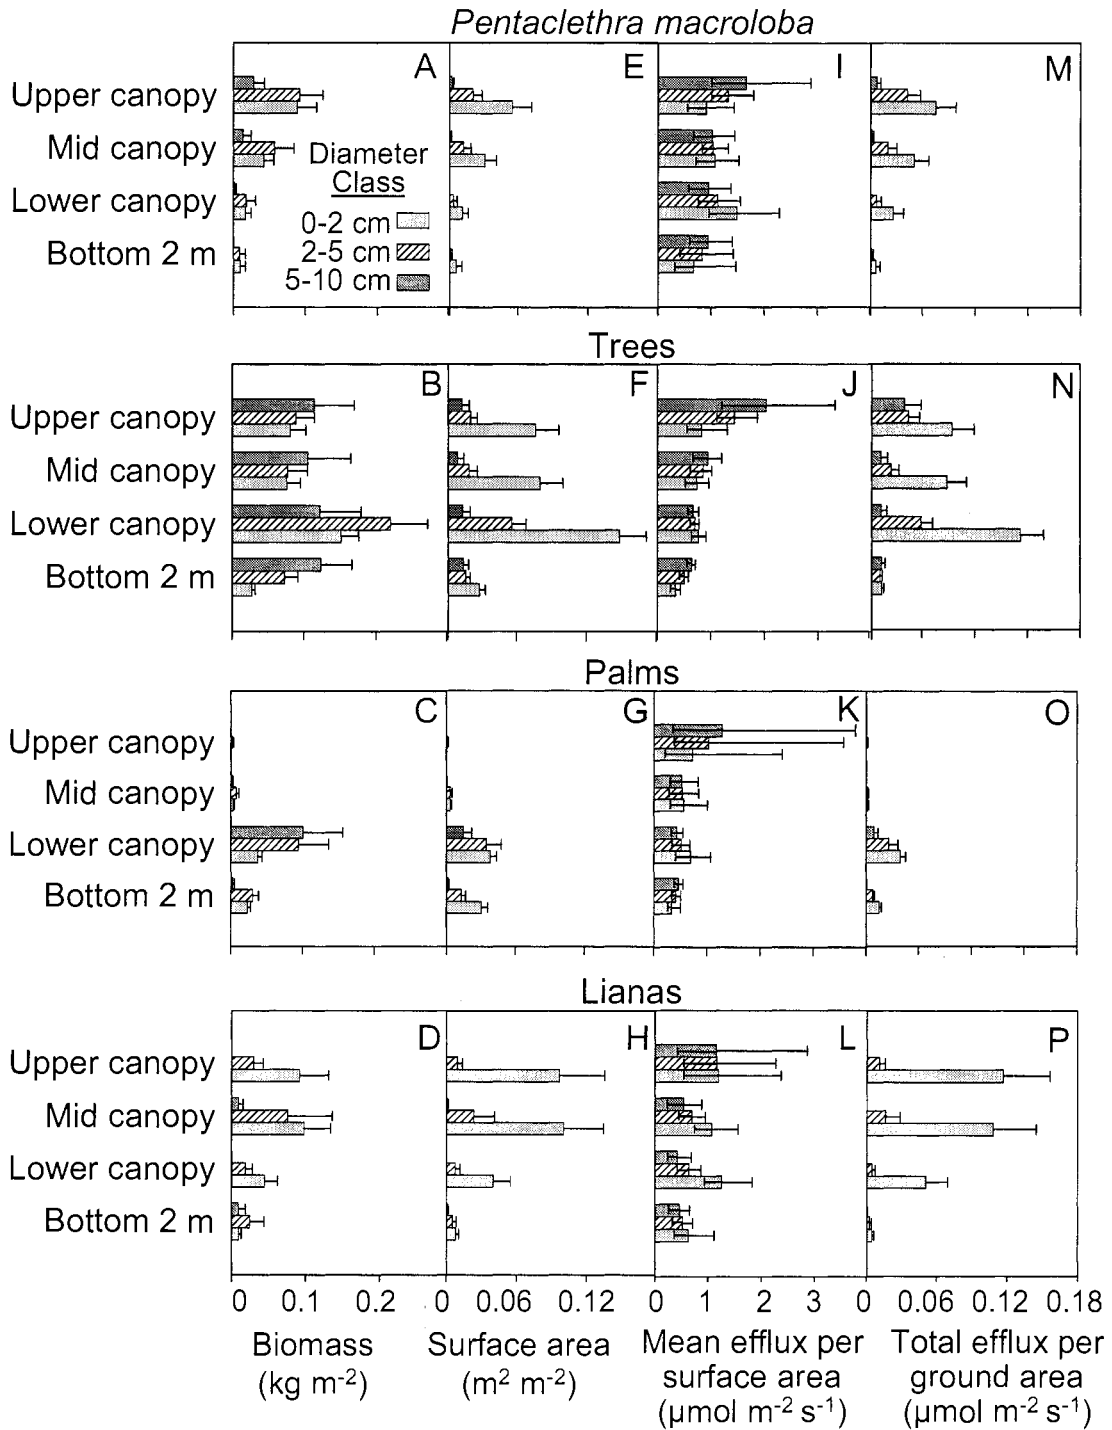 Pentaclethra macroloba
A E I M
Upper canopy
Mid canopy
Lower canopy
Bottom 2 m
Diameter
Class
0-2 cm
2-5 cm
5-10 cm
Trees
B F J N
Upper canopy
Mid canopy
Lower canopy
Bottom 2 m
Palms
C G K O
Upper canopy
Mid canopy
Lower canopy
Bottom 2 m
Lianas
D H L P
Upper canopy
Mid canopy
Lower canopy
Bottom 2 m
0 0.1 0.2 0 0.06 0.12 0 1 2 3 0 0.06 0.12 0.18
Biomass
(kg m⁻²)
Surface area
(m² m⁻²)
Mean efflux per
surface area
(µmol m⁻² s⁻¹)
Total efflux per
ground area
(µmol m⁻² s⁻¹)